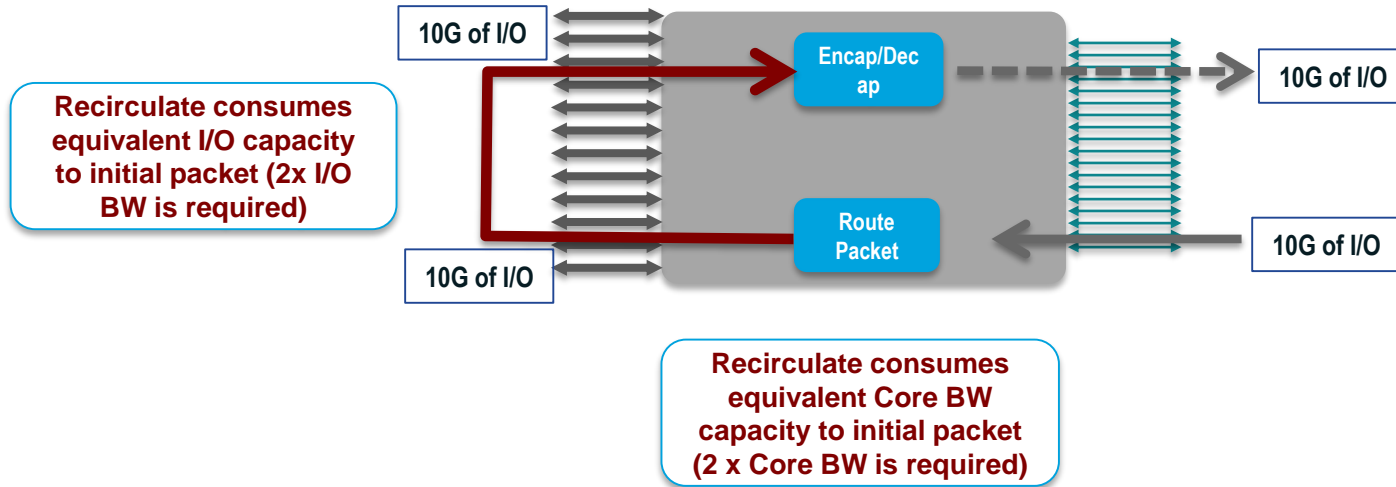 10G of I/O
Encap/Dec
ap
10G of I/O
Recirculate consumes
equivalent I/O capacity
to initial packet (2x I/O
BW is required)
Route
Packet
10G of I/O
10G of I/O
Recirculate consumes
equivalent Core BW
capacity to initial packet
(2 x Core BW is required)